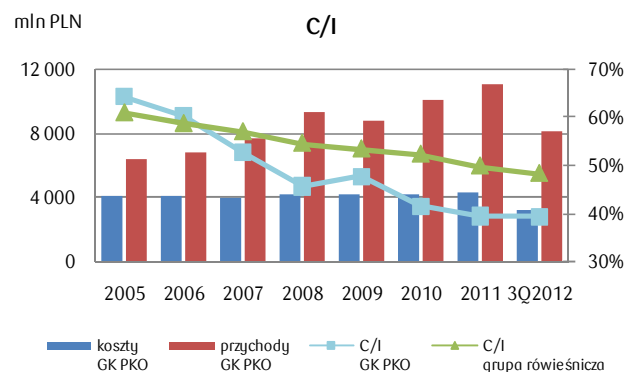 mln PLN
C/I
12 000
8 000
4 000
0
70%
60%
50%
40%
30%
2005 2006 2007 2008 2009 2010 2011 3Q2012
koszty GK PKO
przychody GK PKO
C/I GK PKO
C/I grupa rówieśnicza